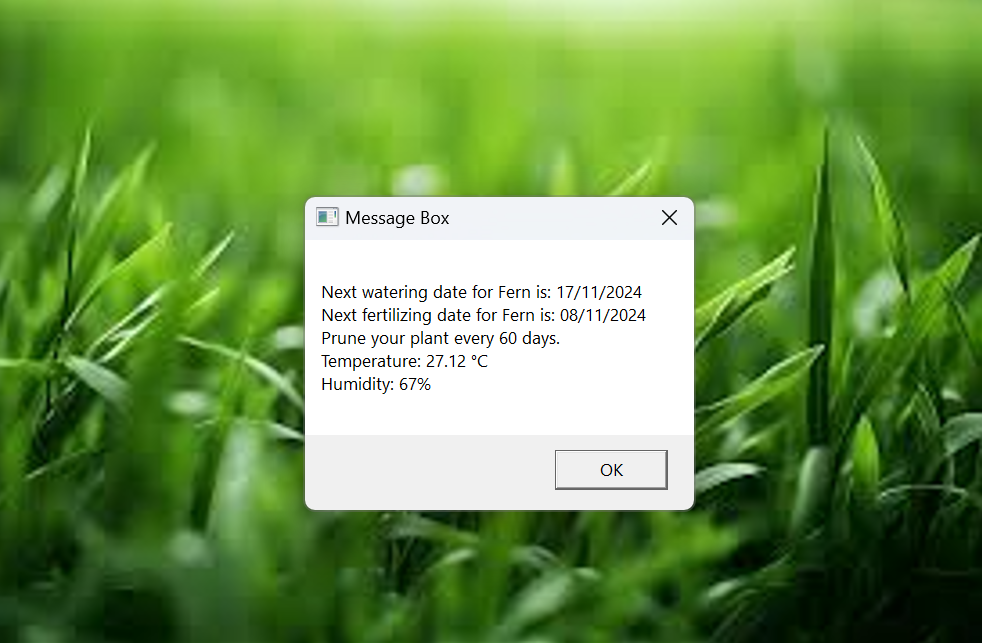 Message Box
Next watering date for Fern is: 17/11/2024
Next fertilizing date for Fern is: 08/11/2024
Prune your plant every 60 days.
Temperature: 27.12 °C
Humidity: 67%
OK